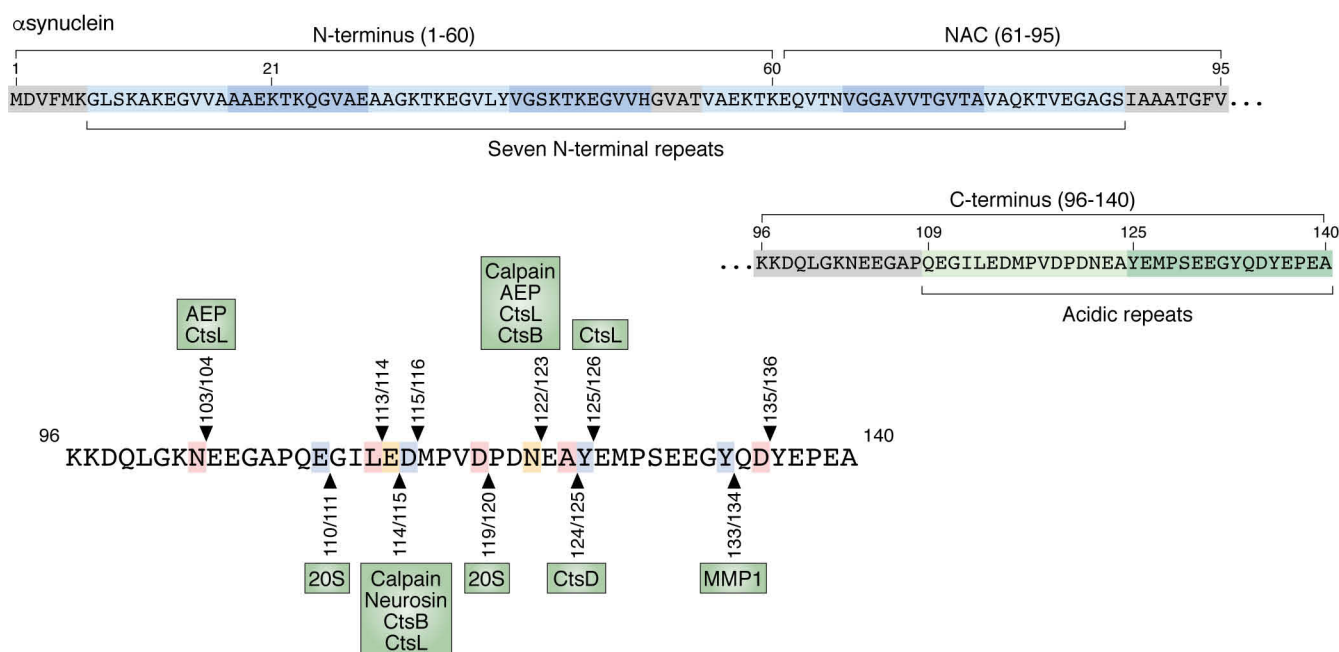 αsynuclein
N-terminus (1-60)
NAC (61-95)
1
21
60
95
MDVFMKGLSKAKEGVVAAAEKTKQGVAEAAGKTKEGVLYVGSKTKEGVVHGVATVAEKTKEQVTNVGGAVVTGVTAVAQKTVEGAGSIAAATGFV...
Seven N-terminal repeats
C-terminus (96-140)
96
109
125
140
...KKDQLGKNEEGAPQEGILEDMPVDPDNEAYEMPSEEGYQDYEPEA
Acidic repeats
AEP
CtsL
Calpain
AEP
CtsL
CtsB
CtsL
103/104
113/114
115/116
122/123
125/126
135/136
96
140
KKDQLGKNEEGAPQEGILEDMPVDPDNEAYEMPSEEGYQDYEPEA
110/111
114/115
119/120
124/125
133/134
20S
Calpain
Neurosin
CtsB
CtsL
20S
CtsD
MMP1